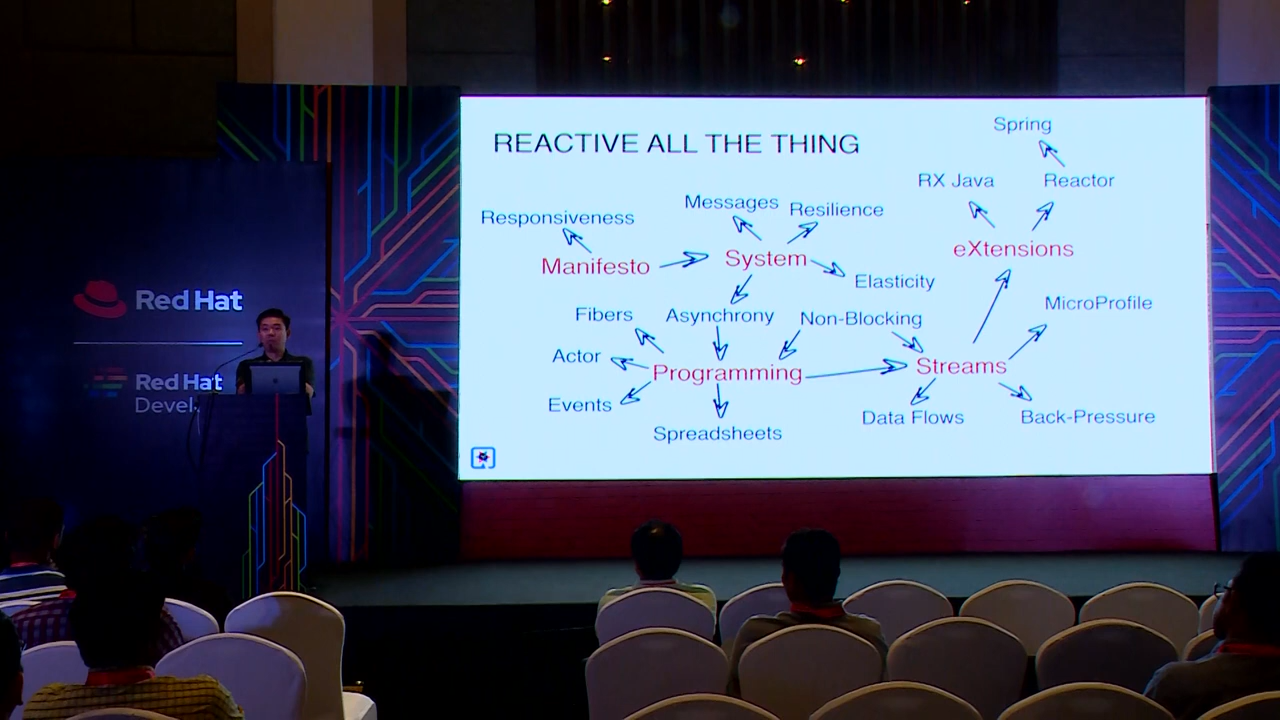 REACTIVE ALL THE THING
Spring
RX Java
Reactor
Messages
Resilience
Responsiveness
eXtensions
Manifesto
System
Elasticity
MicroProfile
Fibers
Asynchrony
Non-Blocking
Actor
Programming
Streams
Events
Data Flows
Back-Pressure
Spreadsheets
Red Hat
Red Hat
Devel